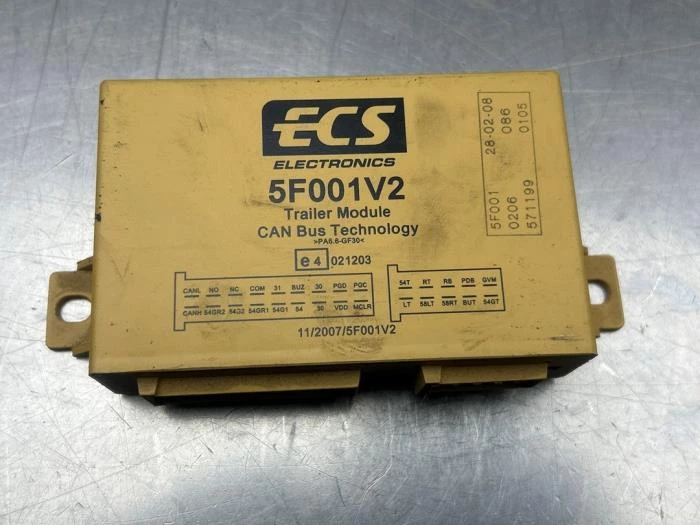 ECS
ELECTRONICS
5F001V2
Trailer Module
CAN Bus Technology
>PA6.6-GF30<
e4 021203
CANL NO NC COM 31 BUZ 30 PGD PGC
CANH 54GR2 54G2 54GR1 54G1 54 30 VDD MCLR
54T RT RB PDB GVM
LT 58LT 58RT BUT 54GT
11/2007/5F001V2
5F001 28-02-08
0206 086
571199 0105